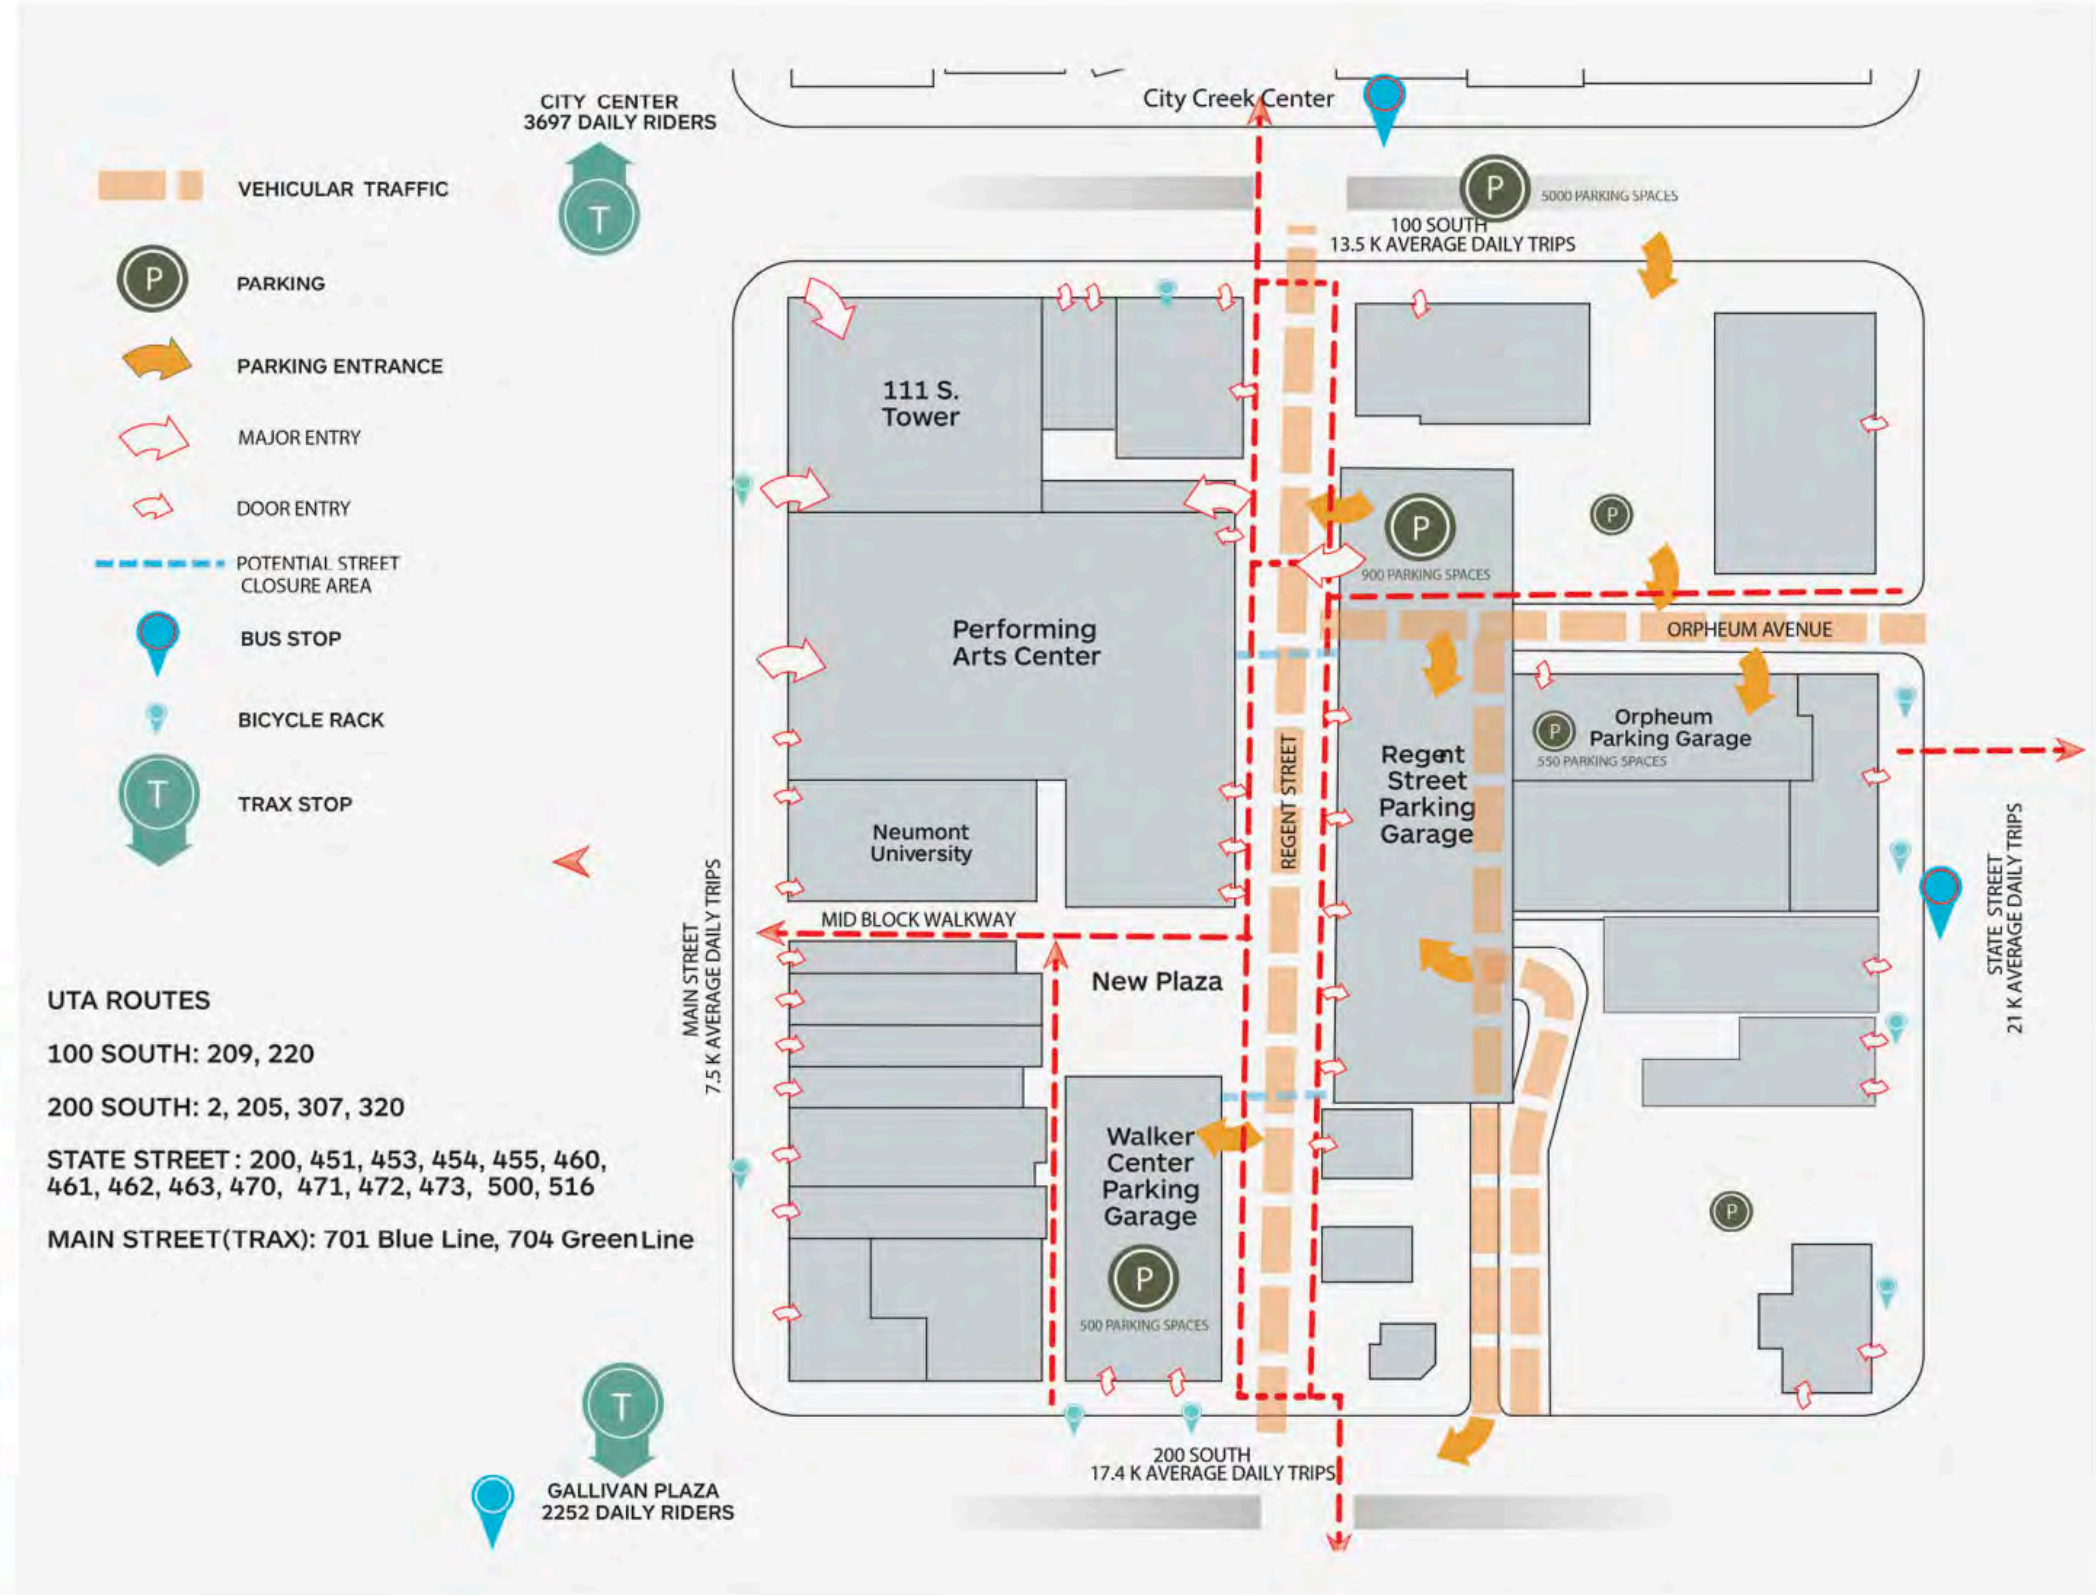 CITY CENTER
3697 DAILY RIDERS
T
VEHICULAR TRAFFIC
P
PARKING
PARKING ENTRANCE
MAJOR ENTRY
DOOR ENTRY
POTENTIAL STREET
CLOSURE AREA
BUS STOP
BICYCLE RACK
T
TRAX STOP
UTA ROUTES
100 SOUTH: 209, 220
200 SOUTH: 2, 205, 307, 320
STATE STREET: 200, 451, 453, 454, 455, 460,
461, 462, 463, 470, 471, 472, 473, 500, 516
MAIN STREET(TRAX): 701 Blue Line, 704 GreenLine
T
GALLIVAN PLAZA
2252 DAILY RIDERS
City Creek Center
P
5000 PARKING SPACES
100 SOUTH
13.5 K AVERAGE DAILY TRIPS
111 S.
Tower
P
900 PARKING SPACES
P
Performing
Arts Center
ORPHEUM AVENUE
Orpheum
Parking Garage
P
550 PARKING SPACES
REGENT STREET
Regent
Street
Parking
Garage
Neumont
University
MID BLOCK WALKWAY
New Plaza
MAIN STREET
7.5 K AVERAGE DAILY TRIPS
STATE STREET
21 K AVERAGE DAILY TRIPS
Walker
Center
Parking
Garage
P
500 PARKING SPACES
P
200 SOUTH
17.4 K AVERAGE DAILY TRIPS